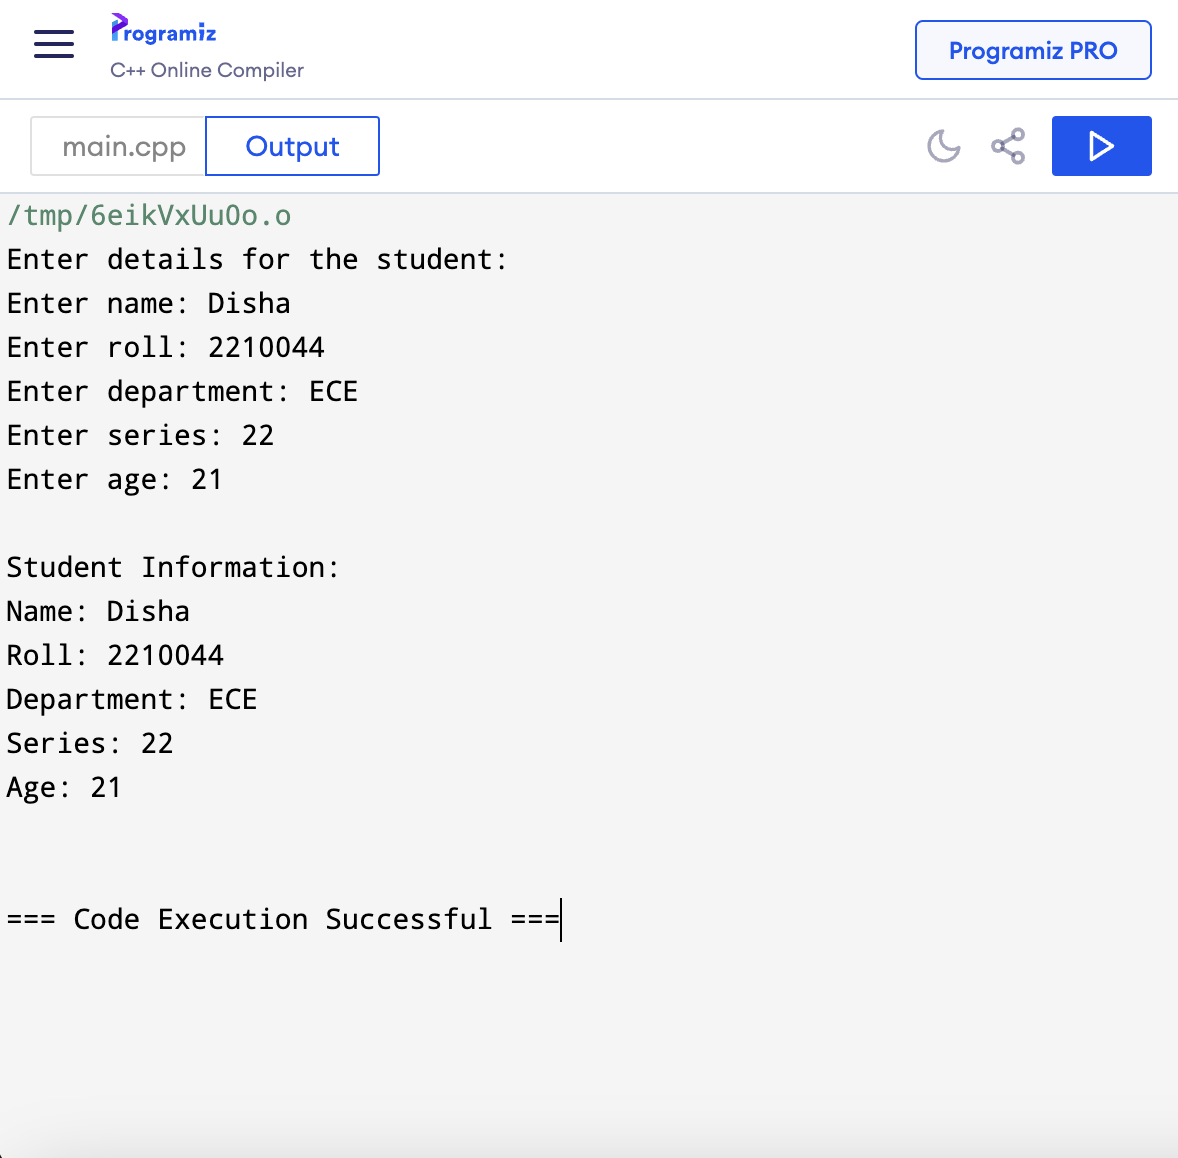 Programiz
C++ Online Compiler
Programiz PRO
main.cpp
Output
/tmp/6eikVxUuOo.o
Enter details for the student:
Enter name: Disha
Enter roll: 2210044
Enter department: ECE
Enter series: 22
Enter age: 21
Student Information:
Name: Disha
Roll: 2210044
Department: ECE
Series: 22
Age: 21
=== Code Execution Successful ===